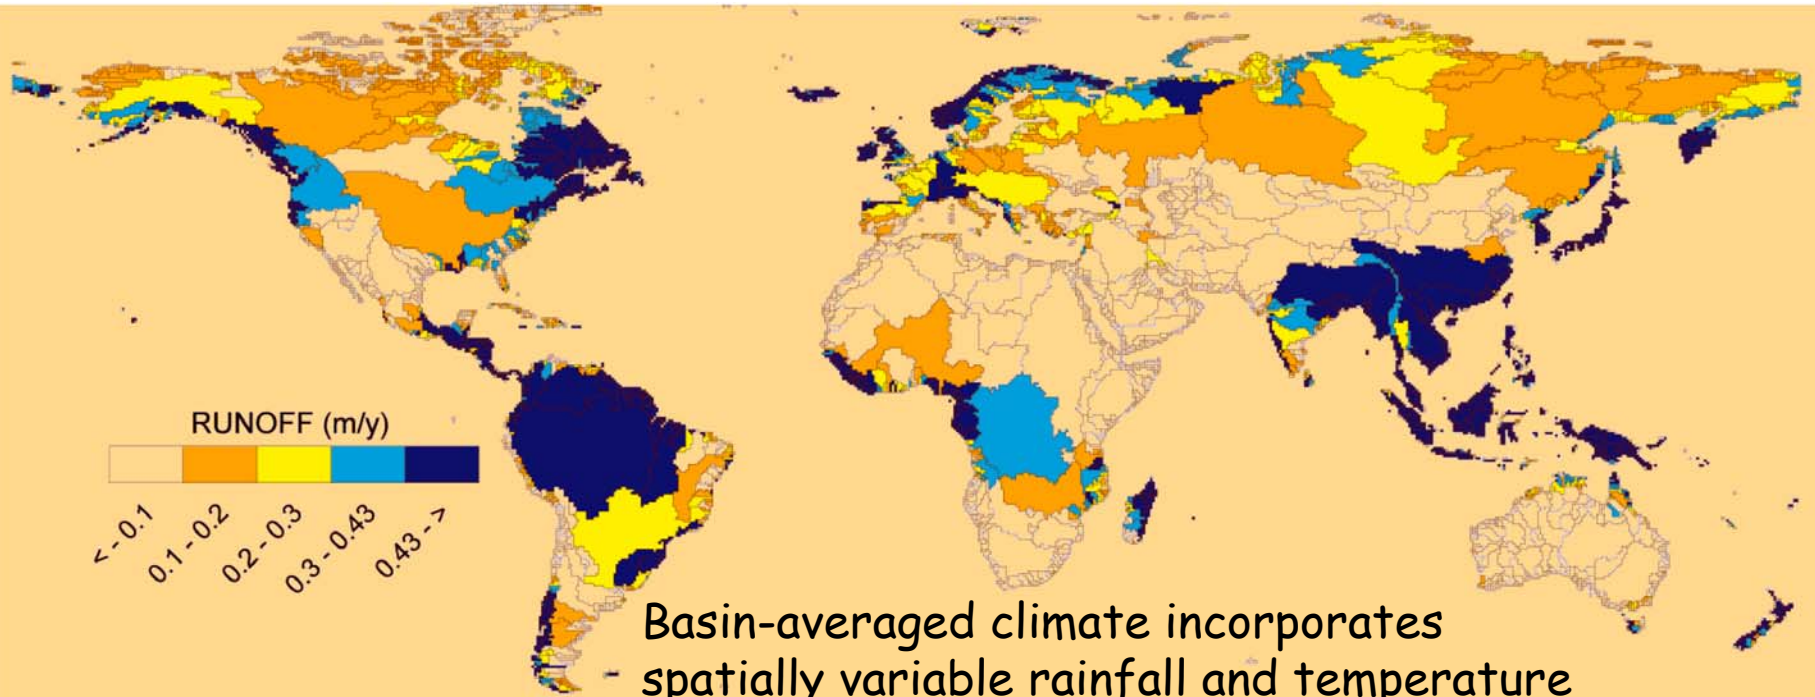 RUNOFF (m/y)
< - 0.1
0.1 - 0.2
0.2 - 0.3
0.3 - 0.43
0.43 - >
Basin-averaged climate incorporates
spatially variable rainfall and temperature